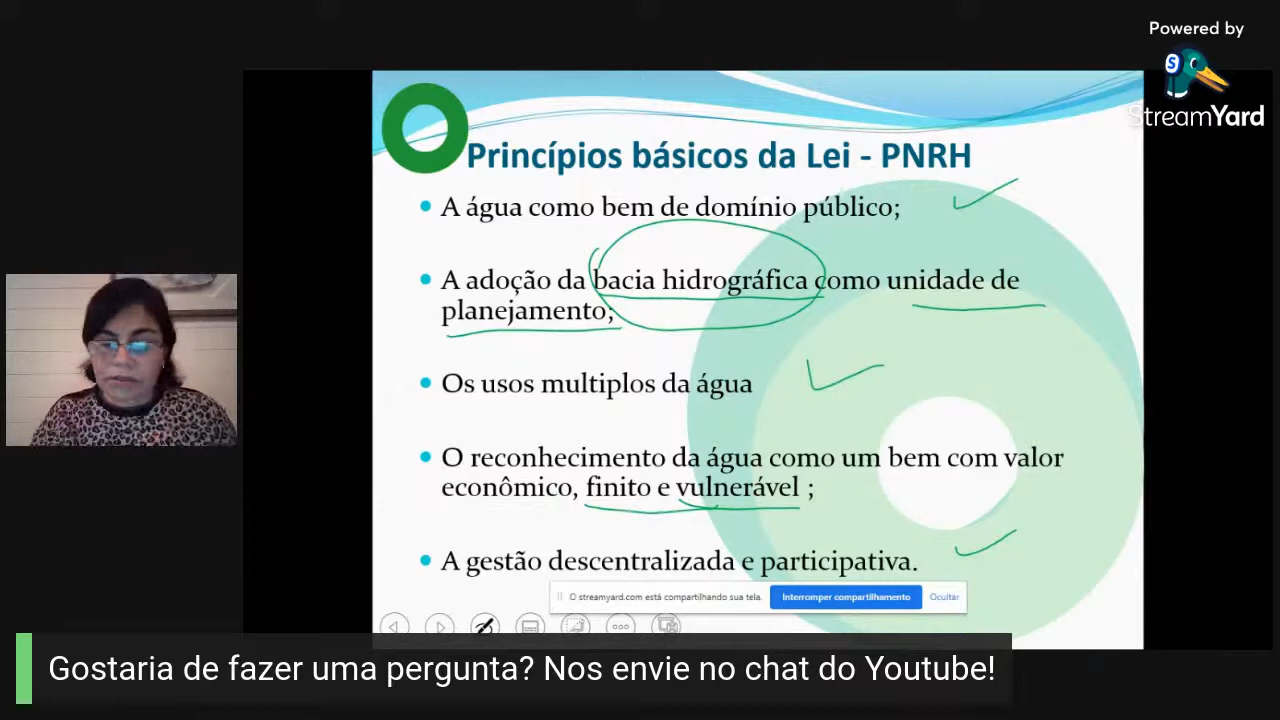 Powered by
StreamYard
Princípios básicos da Lei - PNRH
• A água como bem de domínio público;
• A adoção da bacia hidrográfica como unidade de
planejamento;
• Os usos multiplos da água
• O reconhecimento da água como um bem com valor
econômico, finito e vulnerável ;
• A gestão descentralizada e participativa.
O streamyard.com está compartilhando sua tela. Interromper compartilhamento Ocultar
Gostaria de fazer uma pergunta? Nos envie no chat do Youtube!